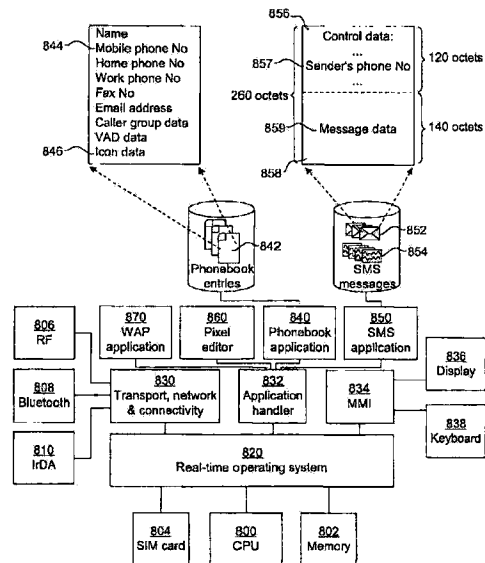 844
Name
Mobile phone No
Home phone No
Work phone No
Fax No
Email address
Caller group data
VAD data
846
Icon data
856
Control data:
...
857
Sender's phone No
...
120 octets
260 octets
859
Message data
140 octets
858
842
Phonebook
entries
852
854
SMS
messages
806
RF
870
WAP
application
860
Pixel
editor
840
Phonebook
application
850
SMS
application
836
Display
808
Bluetooth
830
Transport, network
& connectivity
832
Application
handler
834
MMI
838
Keyboard
810
IrDA
820
Real-time operating system
804
SIM card
800
CPU
802
Memory